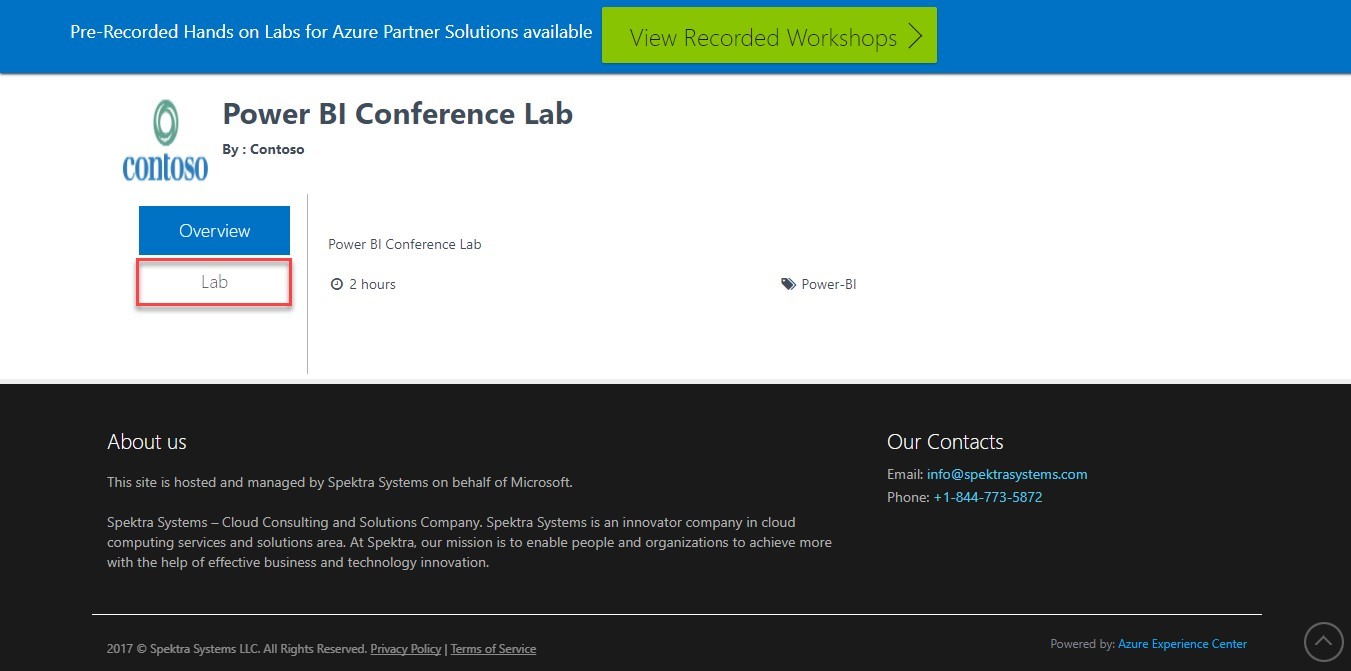 Pre-Recorded Hands on Labs for Azure Partner Solutions available
View Recorded Workshops
contoso
Power BI Conference Lab
By : Contoso
Overview
Lab
Power BI Conference Lab
2 hours
Power-BI
About us
This site is hosted and managed by Spektra Systems on behalf of Microsoft.
Spektra Systems – Cloud Consulting and Solutions Company. Spektra Systems is an innovator company in cloud
computing services and solutions area. At Spektra, our mission is to enable people and organizations to achieve more
with the help of effective business and technology innovation.
Our Contacts
Email: info@spektrasystems.com
Phone: +1-844-773-5872
2017 © Spektra Systems LLC. All Rights Reserved. Privacy Policy | Terms of Service
Powered by: Azure Experience Center